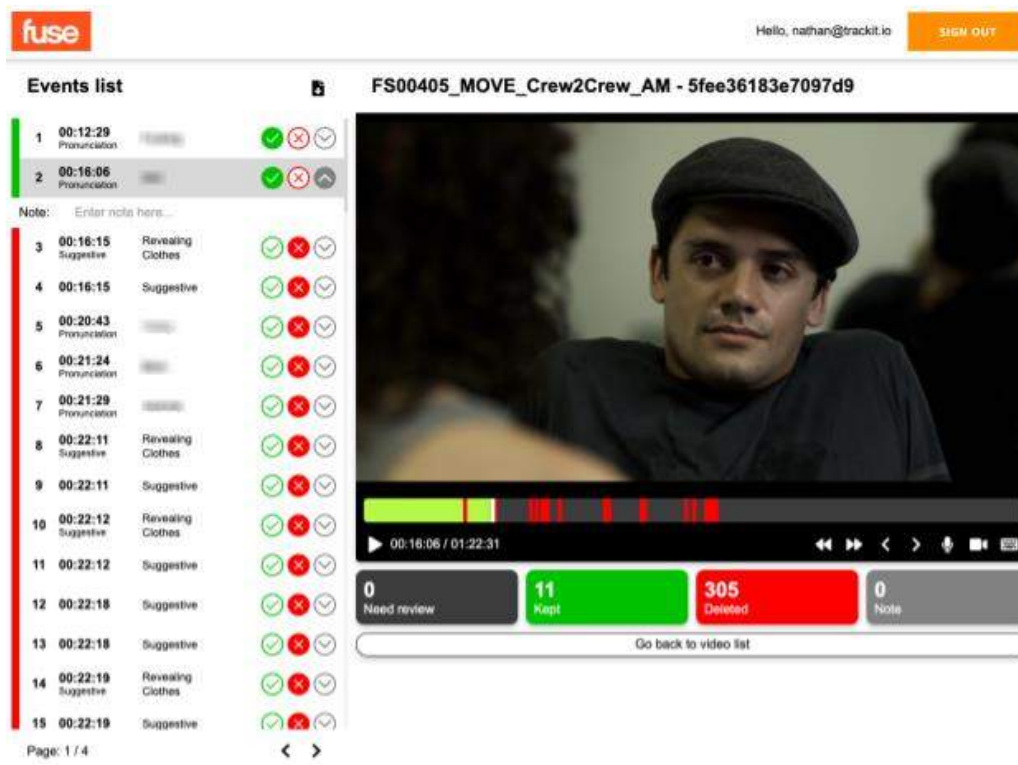 fuse
Hello, nathan@trackit.io
SIGN OUT
Events list
FS00405_MOVE_Crew2Crew_AM - 5fee36183e7097d9
1 00:12:29
Pronunciation
2 00:16:06
Pronunciation
Note: Enter note here...
3 00:16:15 Revealing
Suggestive Clothes
4 00:16:15 Suggestive
5 00:20:43
Pronunciation
6 00:21:24
Pronunciation
7 00:21:29
Pronunciation
8 00:22:11 Revealing
Suggestive Clothes
9 00:22:11 Suggestive
10 00:22:12 Revealing
Suggestive Clothes
11 00:22:12 Suggestive
12 00:22:18 Suggestive
13 00:22:18 Suggestive
14 00:22:19 Revealing
Suggestive Clothes
15 00:22:19 Suggestive
Page: 1 / 4
00:16:06 / 01:22:31
0
Need review
11
Kept
305
Deleted
0
Note
Go back to video list